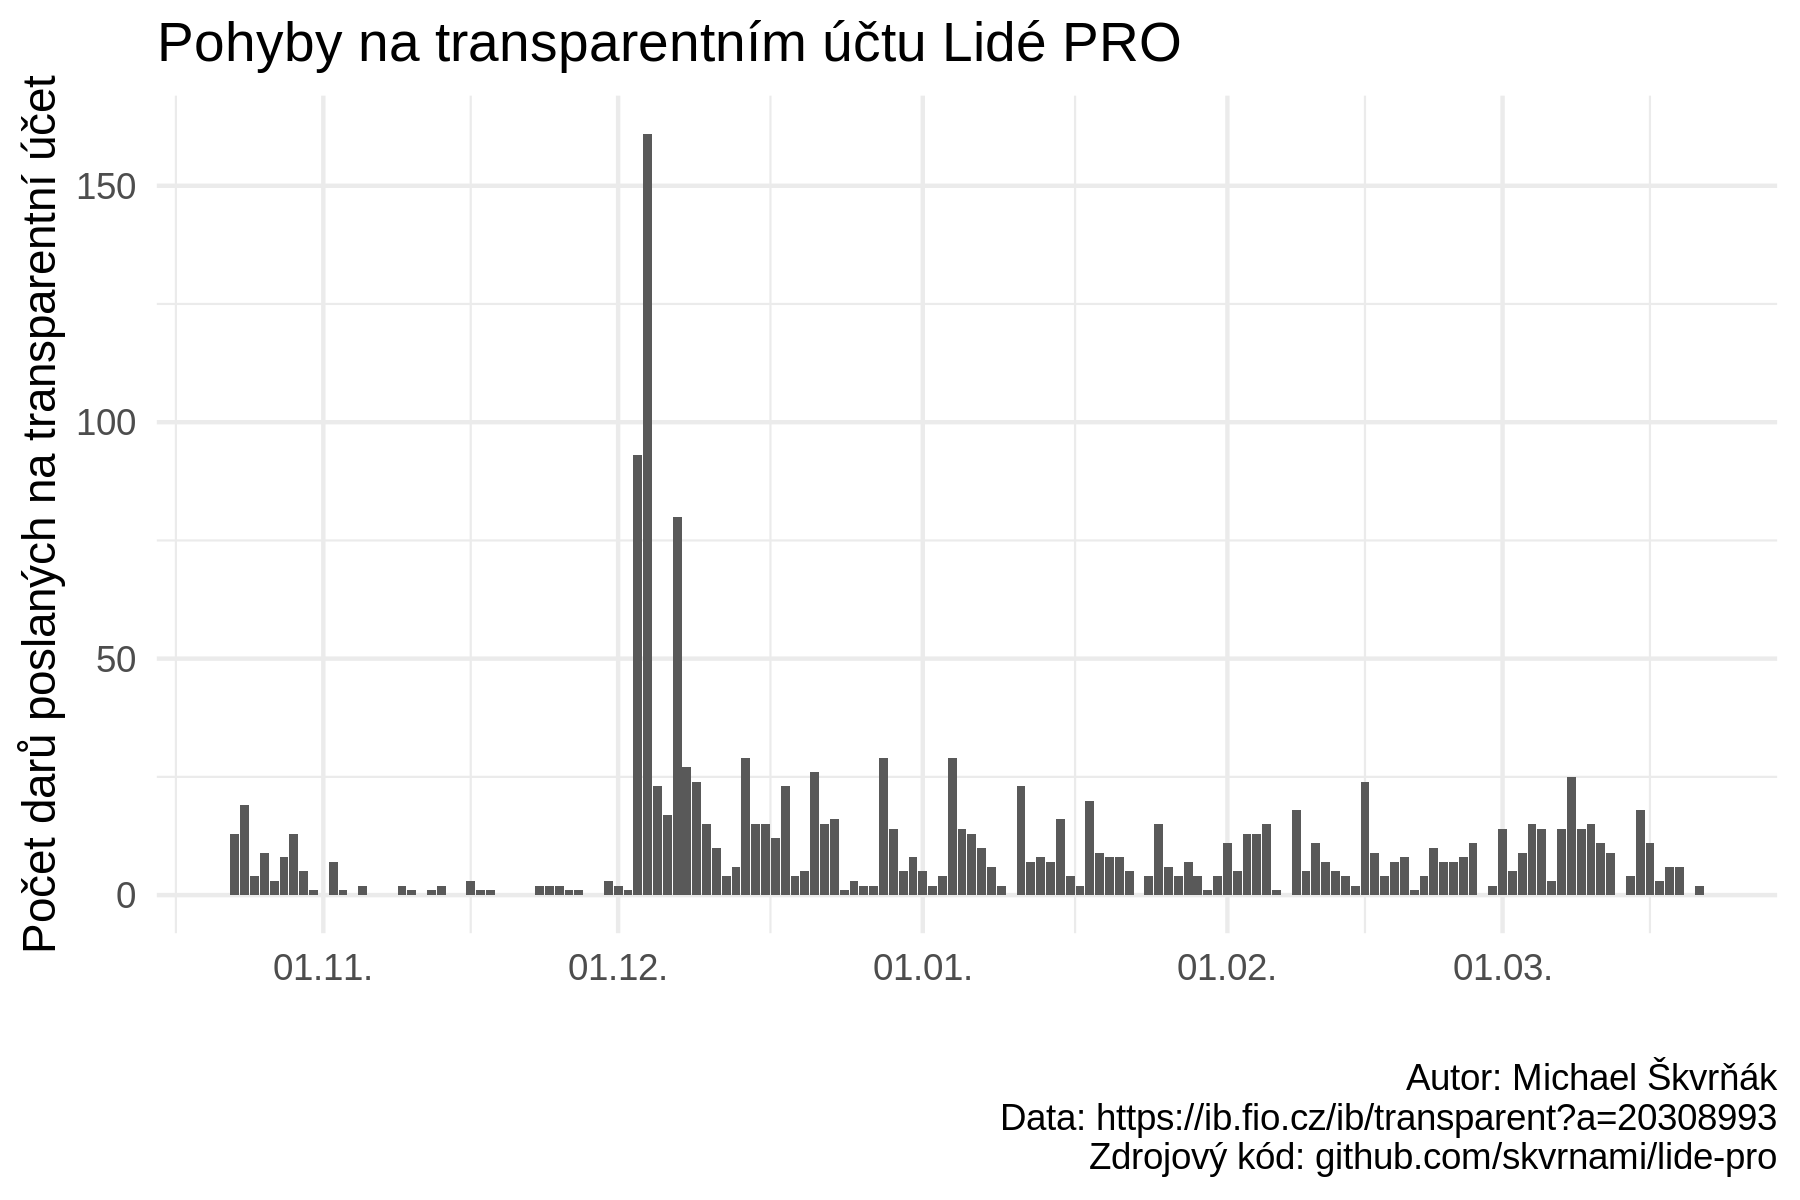 Pohyby na transparentním účtu Lidé PRO
Počet darů poslaných na transparentní účet
150
100
50
0
01.11.
01.12.
01.01.
01.02.
01.03.
Autor: Michael Škvrňák
Data: https://ib.fio.cz/ib/transparent?a=20308993
Zdrojový kód: github.com/skvrnami/lide-pro